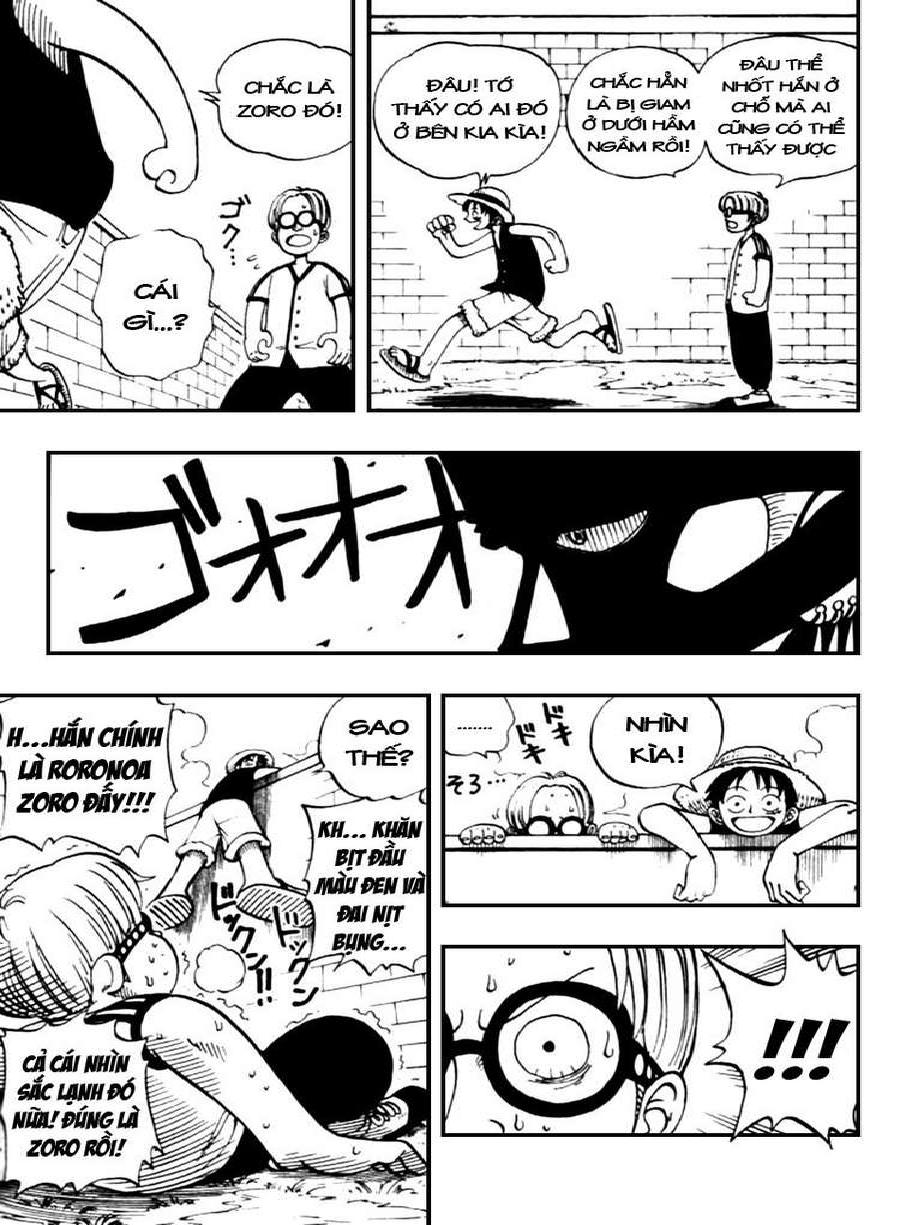 ĐÂU THỂ
NHỐT HẮN Ở
CHỖ MÀ AI
CŨNG CÓ THỂ
THẤY ĐƯỢC
CHẮC HẲN
LÀ BỊ GIAM
Ở DƯỚI HẦM
NGẦM RỒI!
ĐÂU! TỚ
THẤY CÓ AI ĐÓ
Ở BÊN KIA KÌA!
CHẮC LÀ
ZORO ĐÓ!
ゴク…
CÁI
GÌ...?
ゴオオオ
NHÌN
KÌA!
ドキドキ
........
そろ…
!!!
SAO
THẾ?
H...HẮN CHÍNH
LÀ RORONOA
ZORO ĐẤY!!!
KH... KHĂN
BỊT ĐẦU
MÀU ĐEN VÀ
ĐAI NỊT
BỤNG...
ドックン
ドックン!!
CẢ CÁI NHÌN
SẮC LẠNH ĐÓ
NỮA! ĐÚNG LÀ
ZORO RỒI!